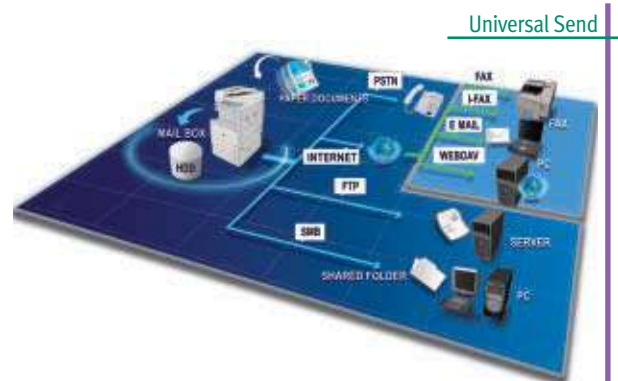 Universal Send
PSTN
FAX
I-FAX
PAPER DOCUMENTS
E MAIL
FAX
MAIL BOX
INTERNET
WEBDAV
PC
HDD
FTP
SMB
SERVER
SHARED FOLDER
PC